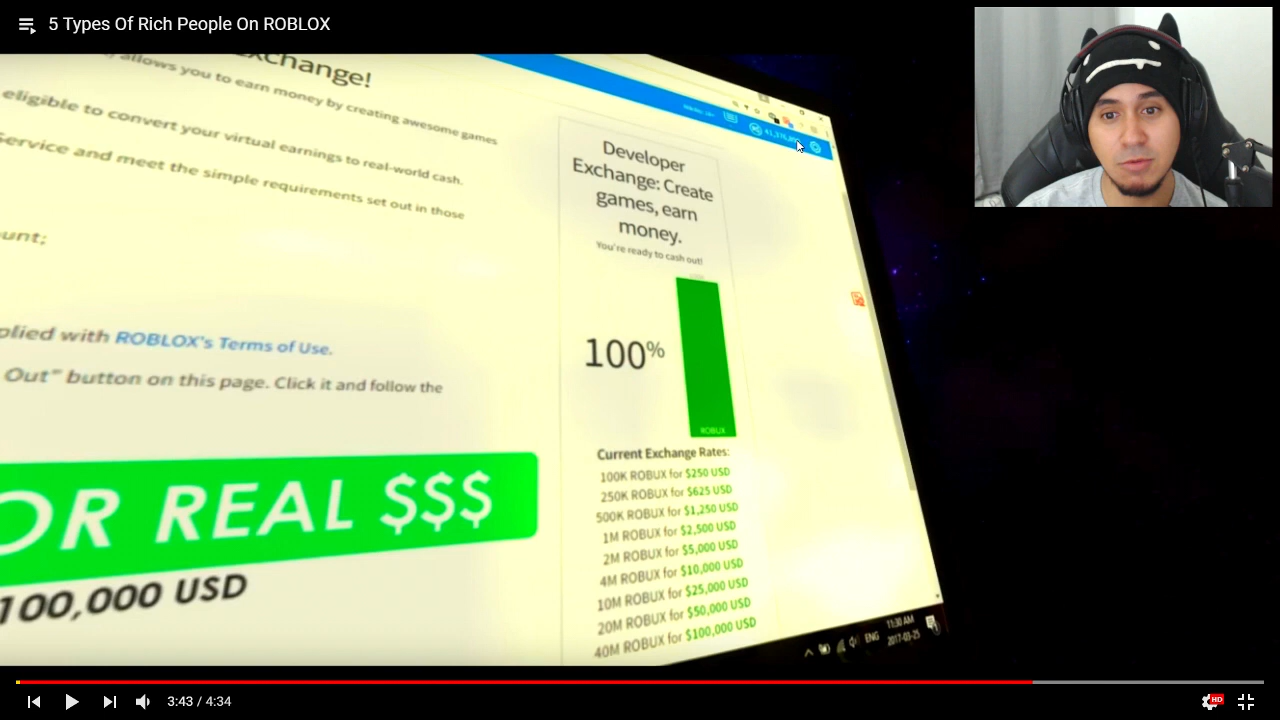 5 Types Of Rich People On ROBLOX
Exchange!
allows you to earn money by creating awesome games
eligible to convert your virtual earnings to real-world cash.
Service and meet the simple requirements set out in those
ount;
plied with ROBLOX's Terms of Use.
Out" button on this page. Click it and follow the
OR REAL $$$
100,000 USD
Developer
Exchange: Create
games, earn
money.
You're ready to cash out!
100%
ROBUX
Current Exchange Rates:
100K ROBUX for $250 USD
250K ROBUX for $625 USD
500K ROBUX for $1,250 USD
1M ROBUX for $2,500 USD
2M ROBUX for $5,000 USD
4M ROBUX for $10,000 USD
10M ROBUX for $25,000 USD
20M ROBUX for $50,000 USD
40M ROBUX for $100,000 USD
ENG
11:30 AM
2017-03-25
3:43 / 4:34
HD